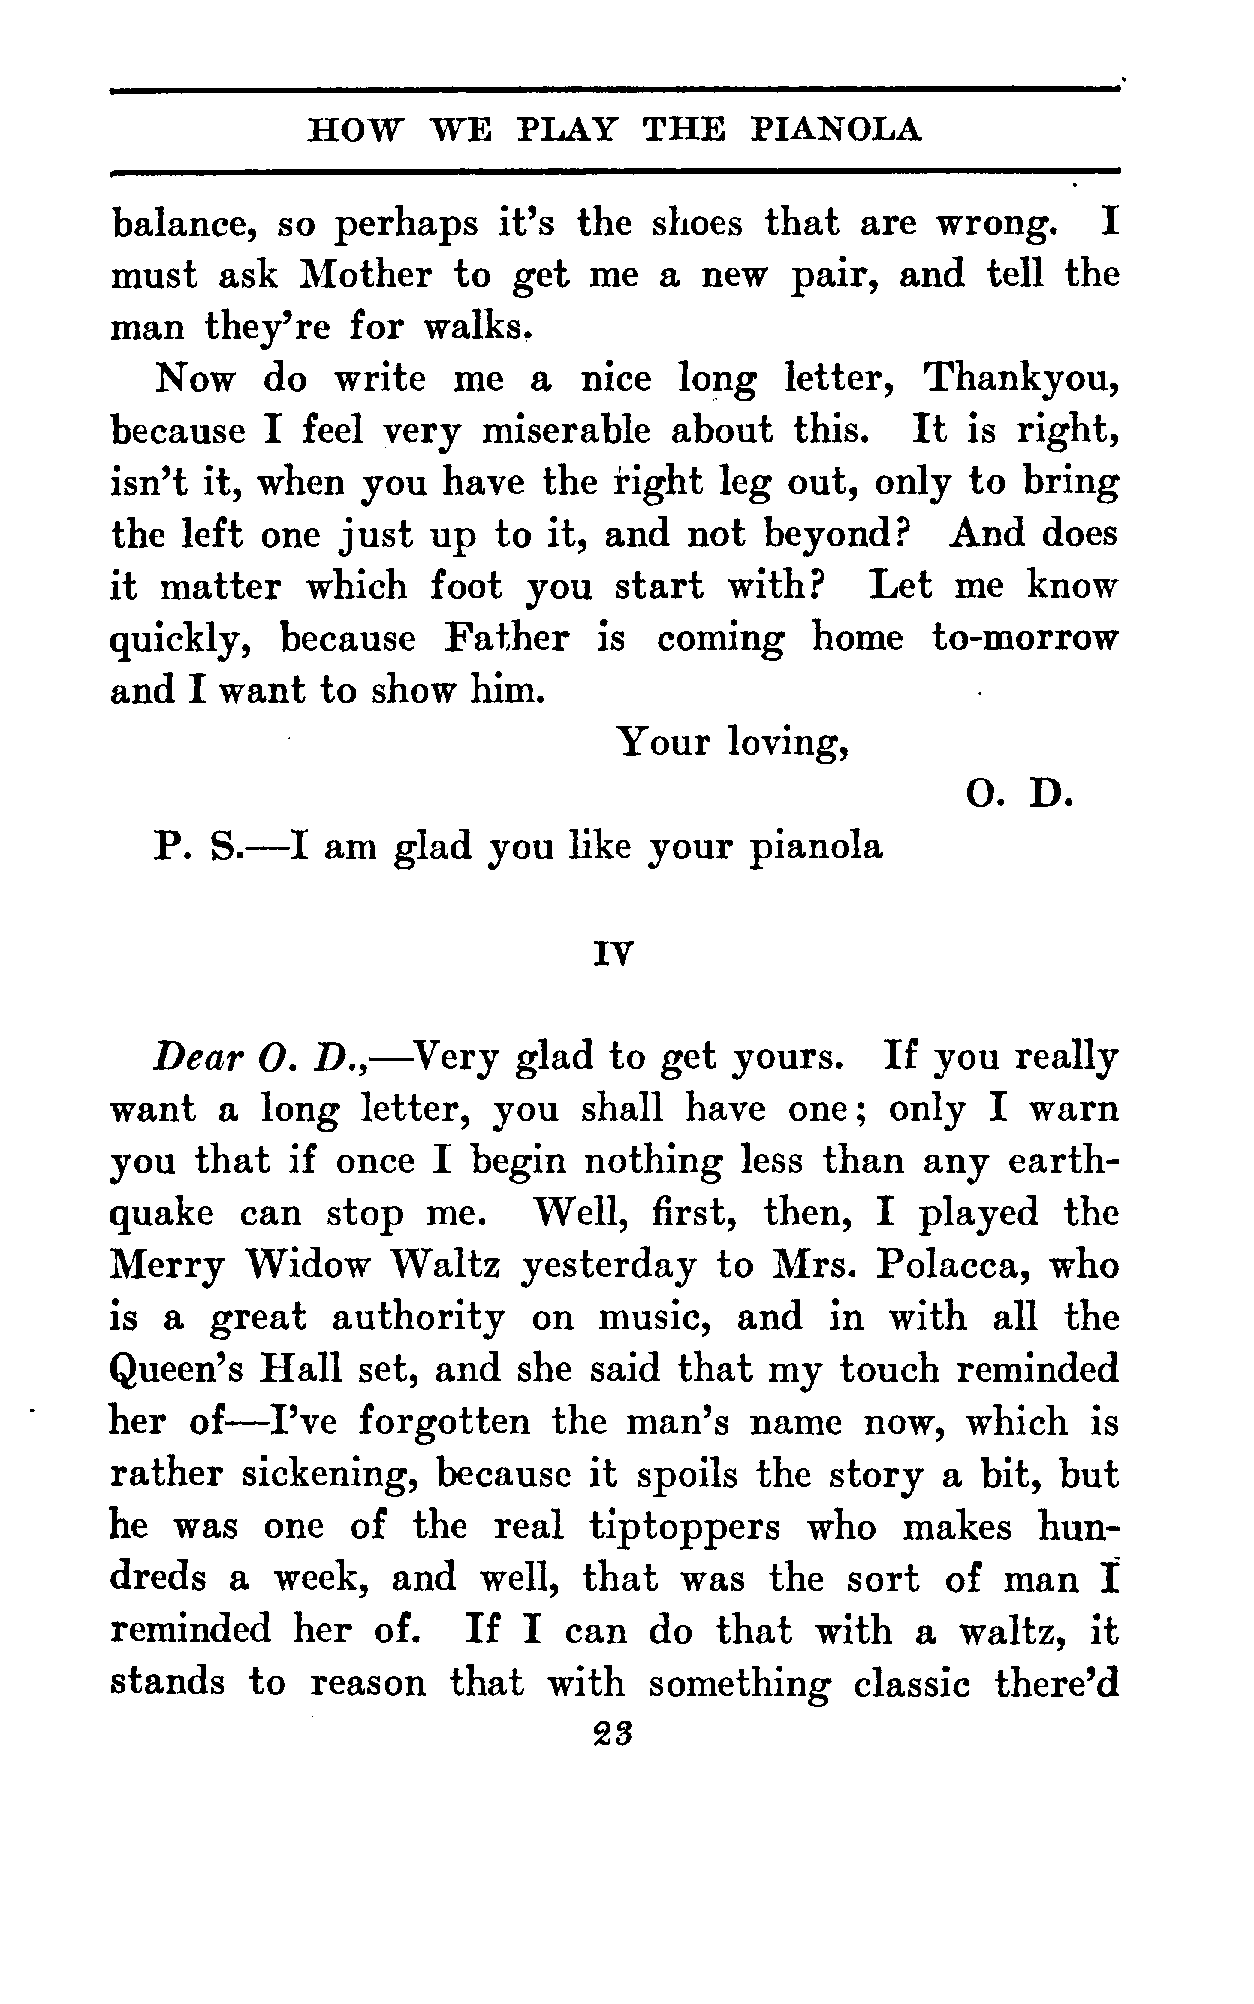 HOW WE PLAY THE PIANOLA
balance, so perhaps it's the shoes that are wrong. I
must ask Mother to get me a new pair, and tell the
man they're for walks.
Now do write me a nice long letter, Thankyou,
because I feel very miserable about this. It is right,
isn't it, when you have the right leg out, only to bring
the left one just up to it, and not beyond? And does
it matter which foot you start with? Let me know
quickly, because Father is coming home to-morrow
and I want to show him.
Your loving,
O. D.
P. S.—I am glad you like your pianola
IV
Dear O. D.,—Very glad to get yours. If you really
want a long letter, you shall have one; only I warn
you that if once I begin nothing less than any earth-
quake can stop me. Well, first, then, I played the
Merry Widow Waltz yesterday to Mrs. Polacca, who
is a great authority on music, and in with all the
Queen's Hall set, and she said that my touch reminded
her of—I've forgotten the man's name now, which is
rather sickening, because it spoils the story a bit, but
he was one of the real tiptoppers who makes hun-
dreds a week, and well, that was the sort of man I
reminded her of. If I can do that with a waltz, it
stands to reason that with something classic there'd
23